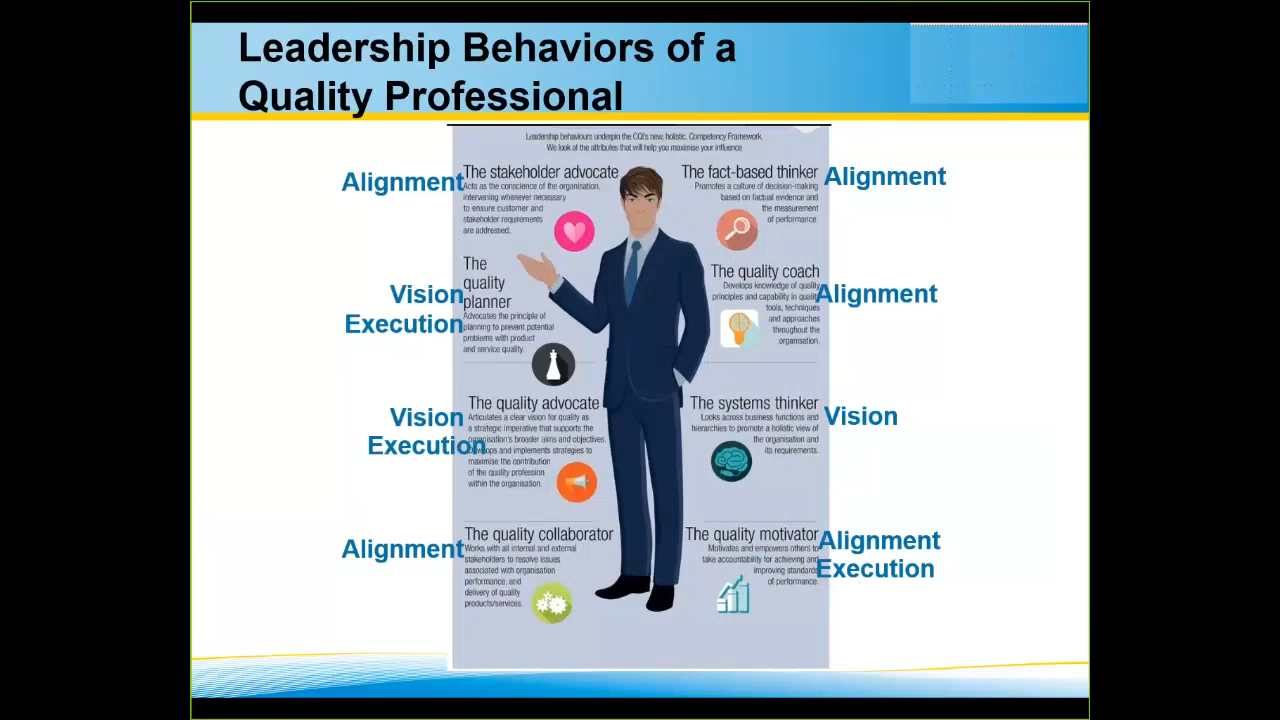 Leadership Behaviors of a
Quality Professional
Leadership behaviours underpin the CQI's new, holistic, Competency Framework.
We look at the attributes that will help you maximise your influence
Alignment
The stakeholder advocate
Acts as the conscience of the organisation,
intervening whenever necessary
to ensure customer and
stakeholder requirements
are addressed.
The fact-based thinker
Promotes a culture of decision-making
based on factual evidence and
the measurement
of performance.
Alignment
Vision
Execution
The
quality
planner
Advocates the principle of
planning to prevent potential
problems with product
and service quality.
The quality coach
Develops knowledge of quality
principles and capability in quality
tools, techniques
and approaches
throughout the
organisation.
Alignment
Vision
Execution
The quality advocate
Articulates a clear vision for quality as
a strategic imperative that supports the
organisation's broader aims and objectives.
Develops and implements strategies to
maximise the contribution
of the quality profession
within the organisation.
The systems thinker
Looks across business functions and
hierarchies to promote a holistic view of
the organisation and
its requirements.
Vision
Alignment
The quality collaborator
Works with all internal and external
stakeholders to resolve issues
associated with organisation
performance, and
delivery of quality
products/services.
The quality motivator
Motivates and empowers others to
take accountability for achieving and
improving standards
of performance.
Alignment
Execution